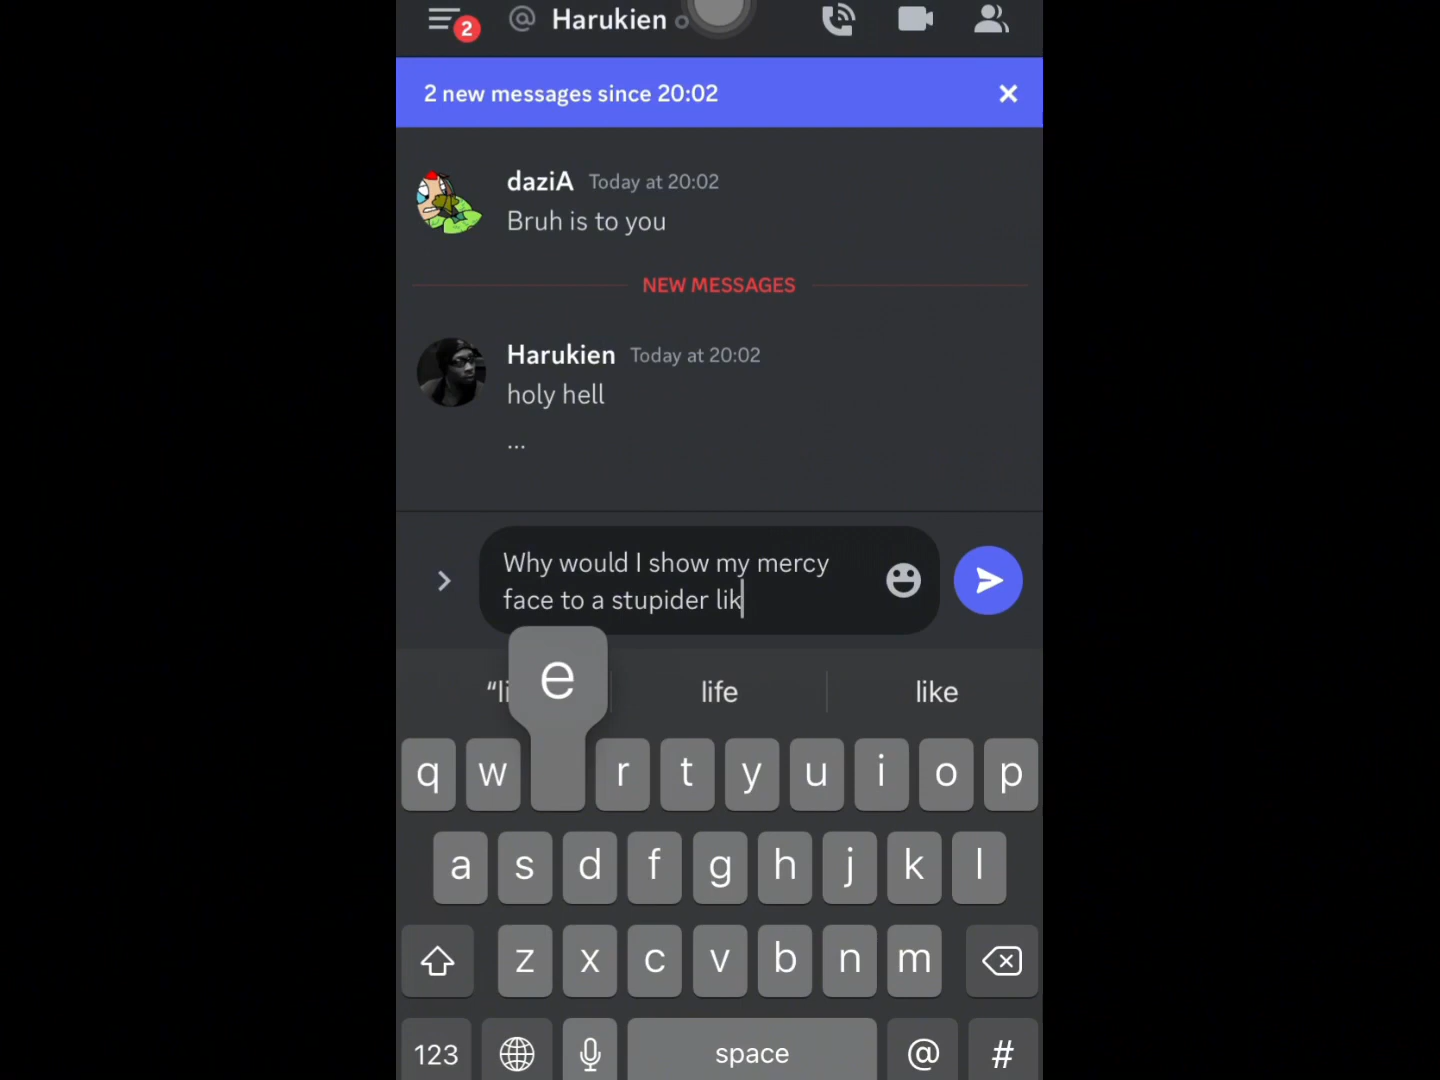 2
@ Harukien
2 new messages since 20:02
daziA Today at 20:02
Bruh is to you
NEW MESSAGES
Harukien Today at 20:02
holy hell
...
Why would I show my mercy
face to a stupider lik
"li e life like
q w r t y u i o p
a s d f g h j k l
z x c v b n m
123 space @ #